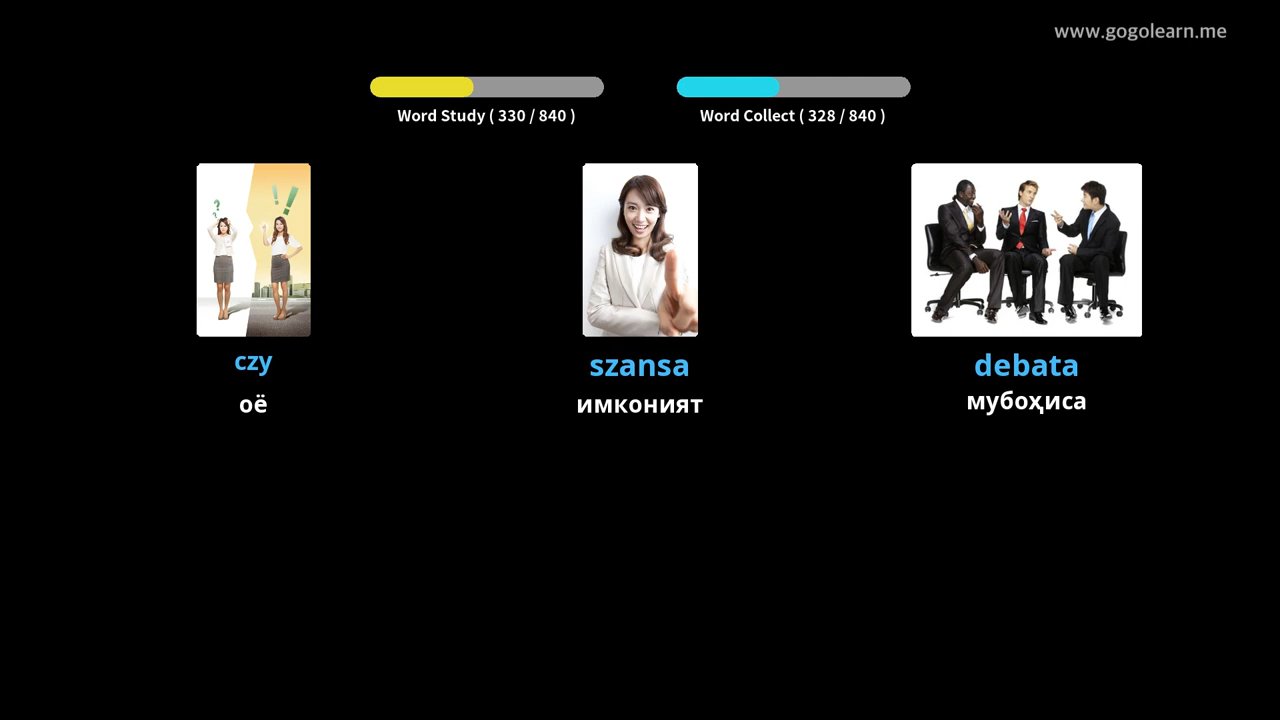 www.gogolearn.me
Word Study ( 330 / 840 )
Word Collect ( 328 / 840 )
czy
szansa
debata
оё
имконият
мубоҳиса